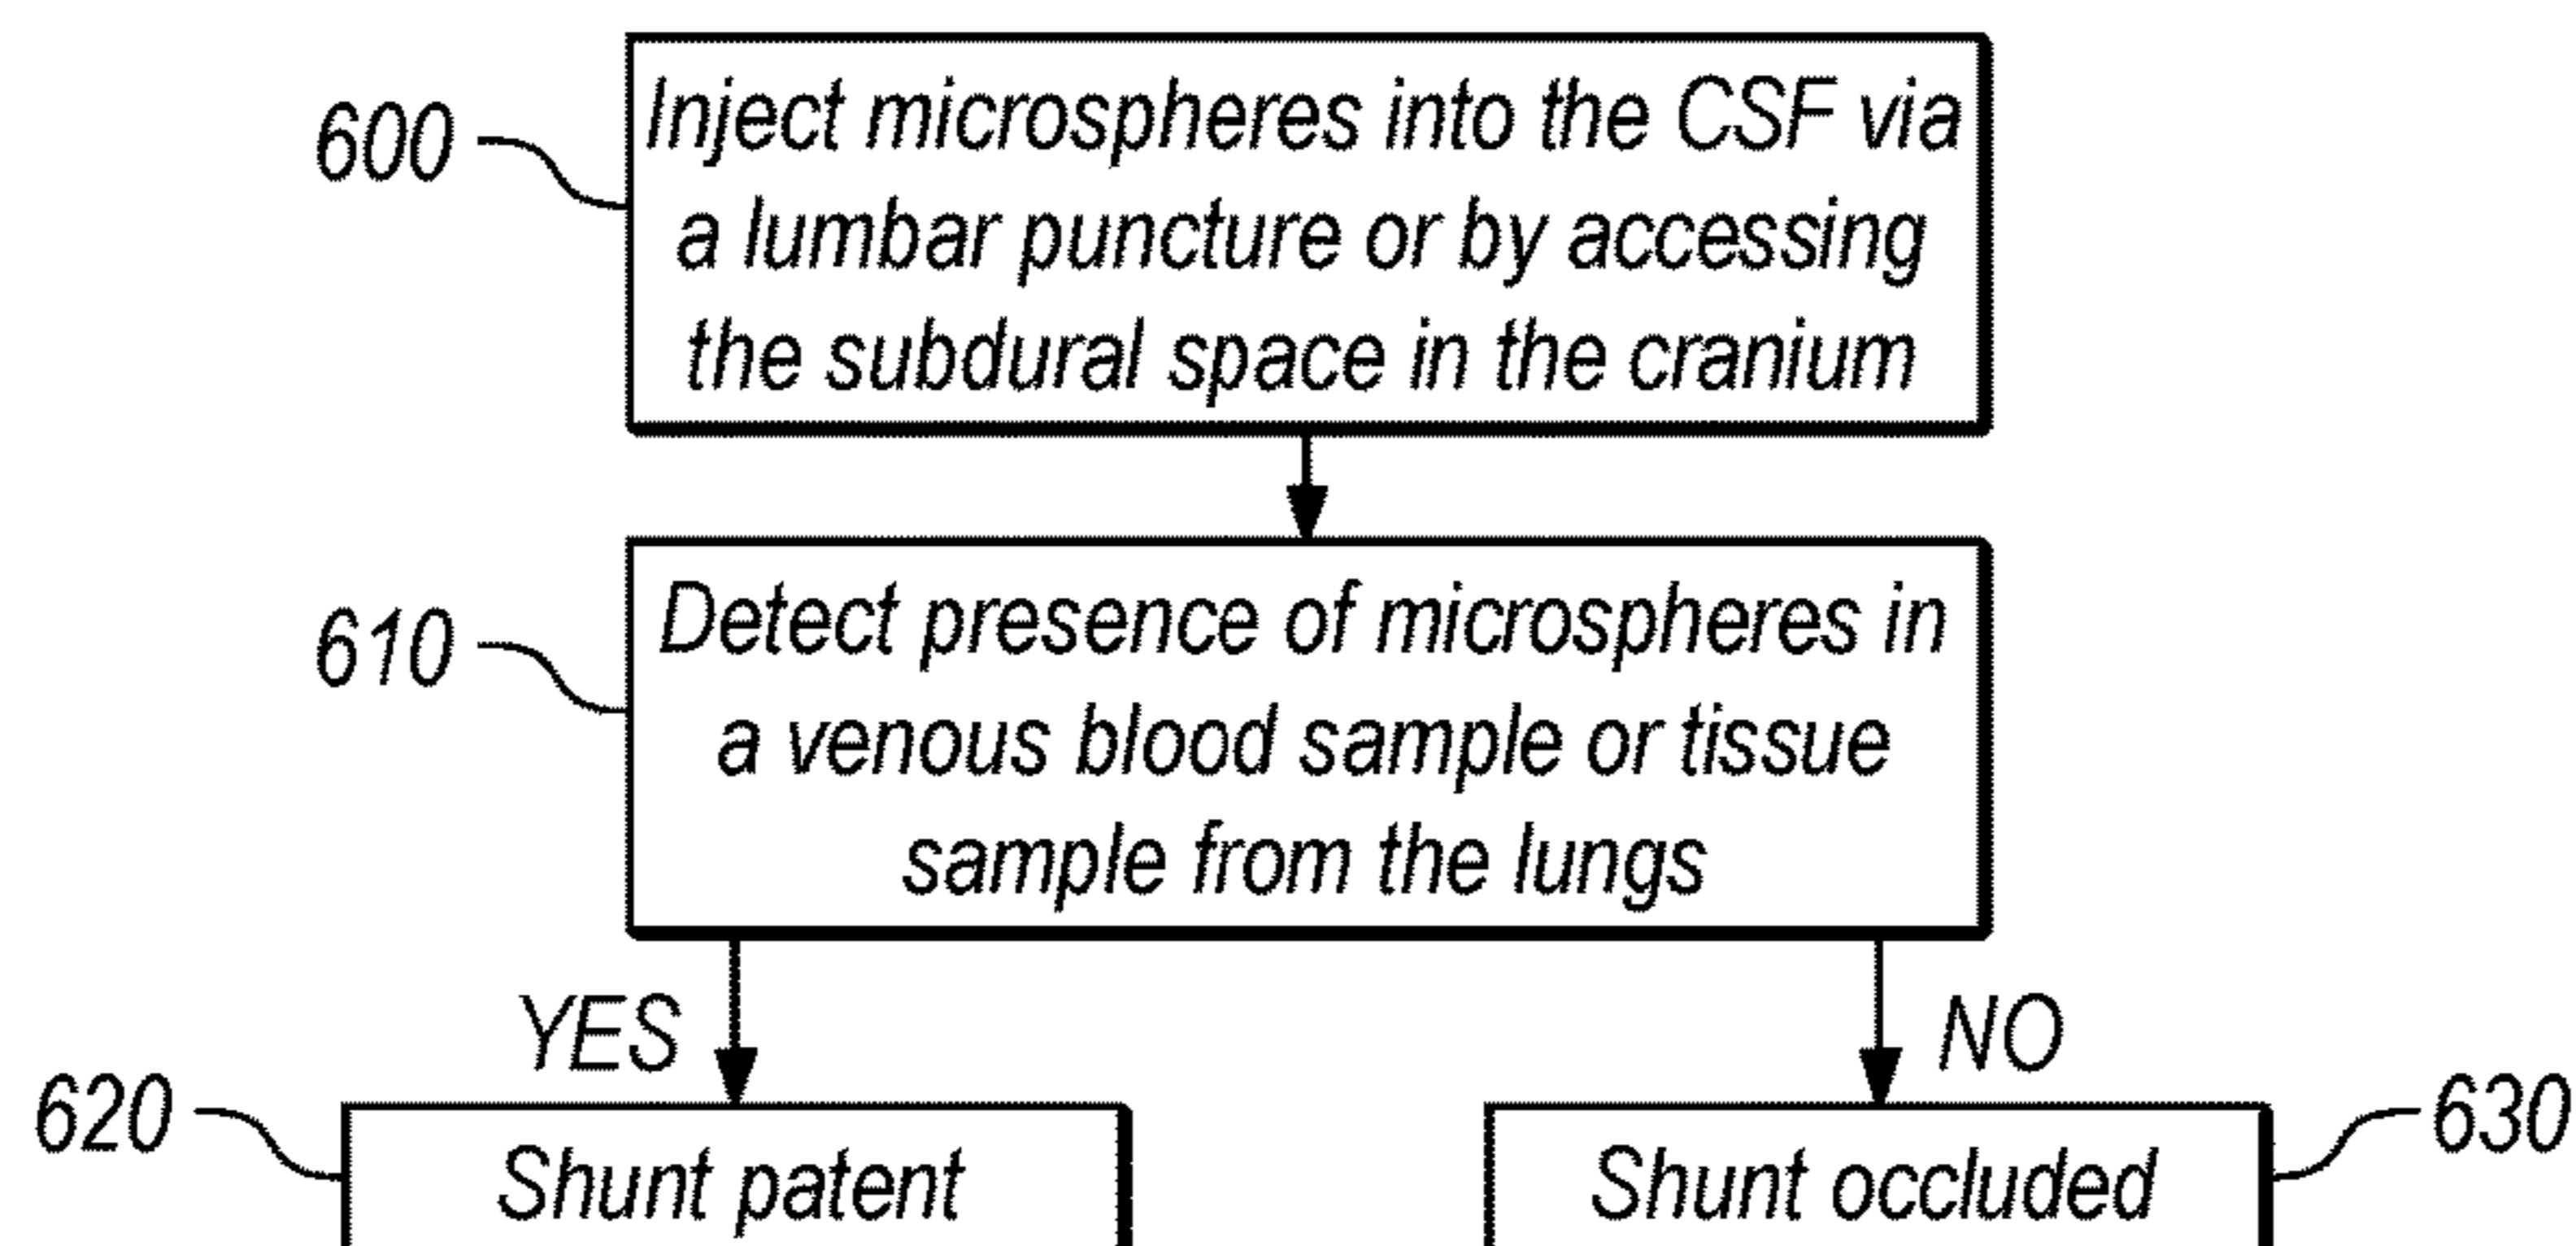 600
Inject microspheres into the CSF via
a lumbar puncture or by accessing
the subdural space in the cranium
610
Detect presence of microspheres in
a venous blood sample or tissue
sample from the lungs
YES
NO
620
Shunt patent
Shunt occluded
630